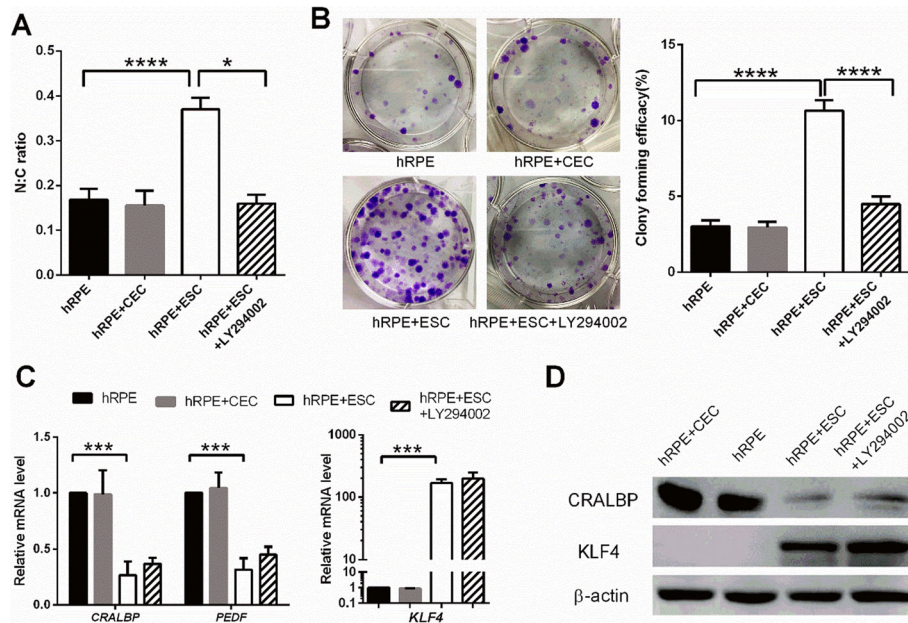 A
N:C ratio
0.5
0.4
0.3
0.2
0.1
0.0
****
*
hRPE
hRPE+CEC
hRPE+ESC
hRPE+ESC
+LY294002
B
hRPE
hRPE+CEC
hRPE+ESC
hRPE+ESC+LY294002
Clony forming efficacy(%)
15
10
5
0
****
****
hRPE
hRPE+CEC
hRPE+ESC
hRPE+ESC
+LY294002
C
hRPE
hRPE+CEC
hRPE+ESC
hRPE+ESC
+LY294002
Relative mRNA level
1.5
1.0
0.5
0.0
***
***
CRALBP
PEDF
Relative mRNA level
1000
100
1
0.1
***
KLF4
D
hRPE+CEC
hRPE
hRPE+ESC
hRPE+ESC
+LY294002
CRALBP
KLF4
β-actin